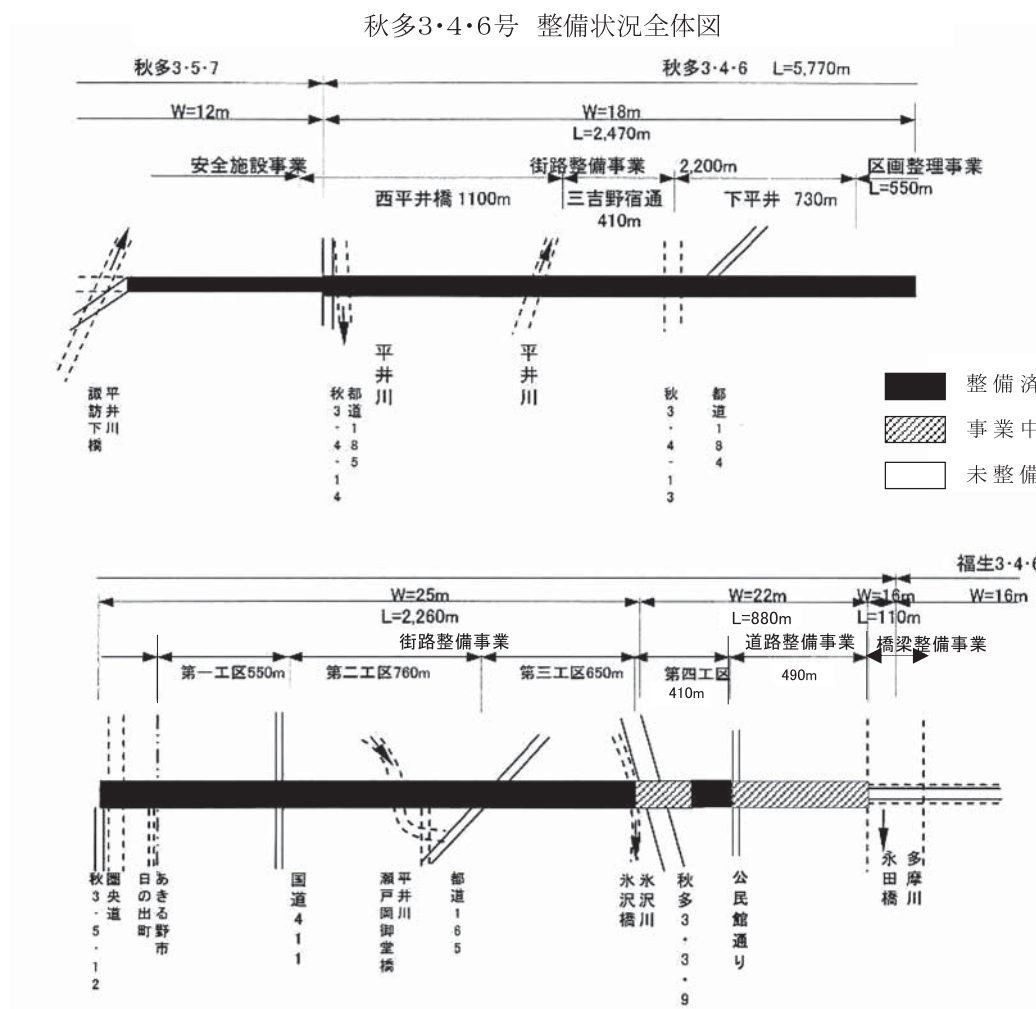 秋多3・4・6号 整備状況全体図
秋多3・5・7
秋多3・4・6 L=5,770m
W=12m
W=18m
L=2,470m
安全施設事業
街路整備事業
2,200m
区画整理事業
L=550m
西平井橋 1100m
三吉野宿通
410m
下平井 730m
平井川
諏訪下橋
都道185
秋3-4-14
平井川
平井川
秋3・4-13
都道184
整備済
事業中
未整備
福生3・4・6
W=25m
L=2,260m
W=22m
L=880m
W=16m
L=110m
W=16m
街路整備事業
道路整備事業
橋梁整備事業
第一工区550m
第二工区760m
第三工区650m
第四工区
410m
490m
秋3・5・12
圏央道
日の出町
あきる野市
国道411
平井川
瀬戸岡御堂橋
都道165
氷沢橋
氷沢川
秋多3・3・9
公民館通り
永田橋
多摩川